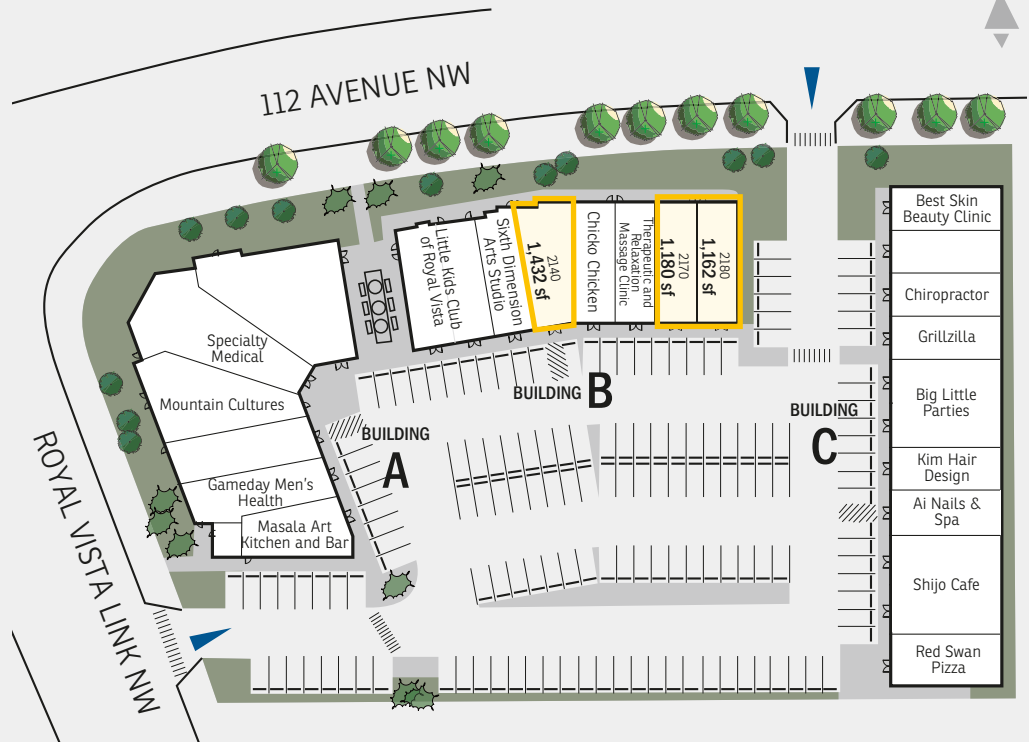 112 AVENUE NW
ROYAL VISTA LINK NW
Specialty
Medical
Mountain Cultures
Gameday Men's
Health
Masala Art
Kitchen and Bar
BUILDING
A
Little Kids Club
of Royal Vista
Sixth Dimension
Arts Studio
2140
1,432 sf
Chicko Chicken
Therapeutic and
Relaxation
Massage Clinic
2170
1,180 sf
2180
1,162 sf
BUILDING
B
BUILDING
C
Best Skin
Beauty Clinic
Chiropractor
Grillzilla
Big Little
Parties
Kim Hair
Design
Ai Nails &
Spa
Shijo Cafe
Red Swan
Pizza